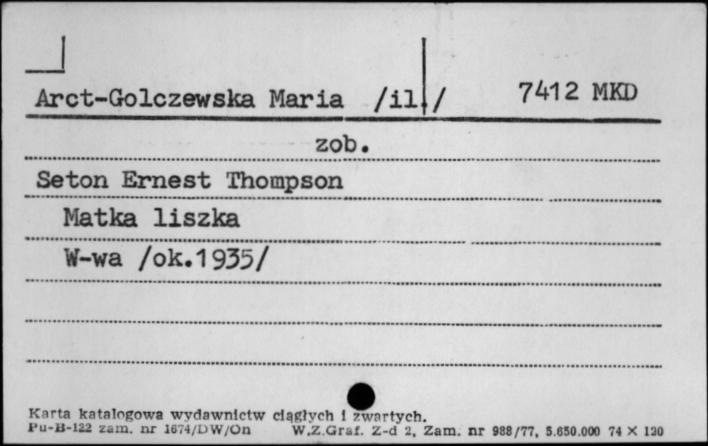 Arct-Golczewska Maria /il./ 7412 MKD
zob.
Seton Ernest Thompson
Matka liszka
W-wa /ok.1935/
Karta katalogowa wydawnictw ciągłych i zwartych.
Pu-B-122 zam. nr 1674/DW/On W.Z.Graf. Z-d 2, Zam. nr 988/77, 5.650.000 74 × 120